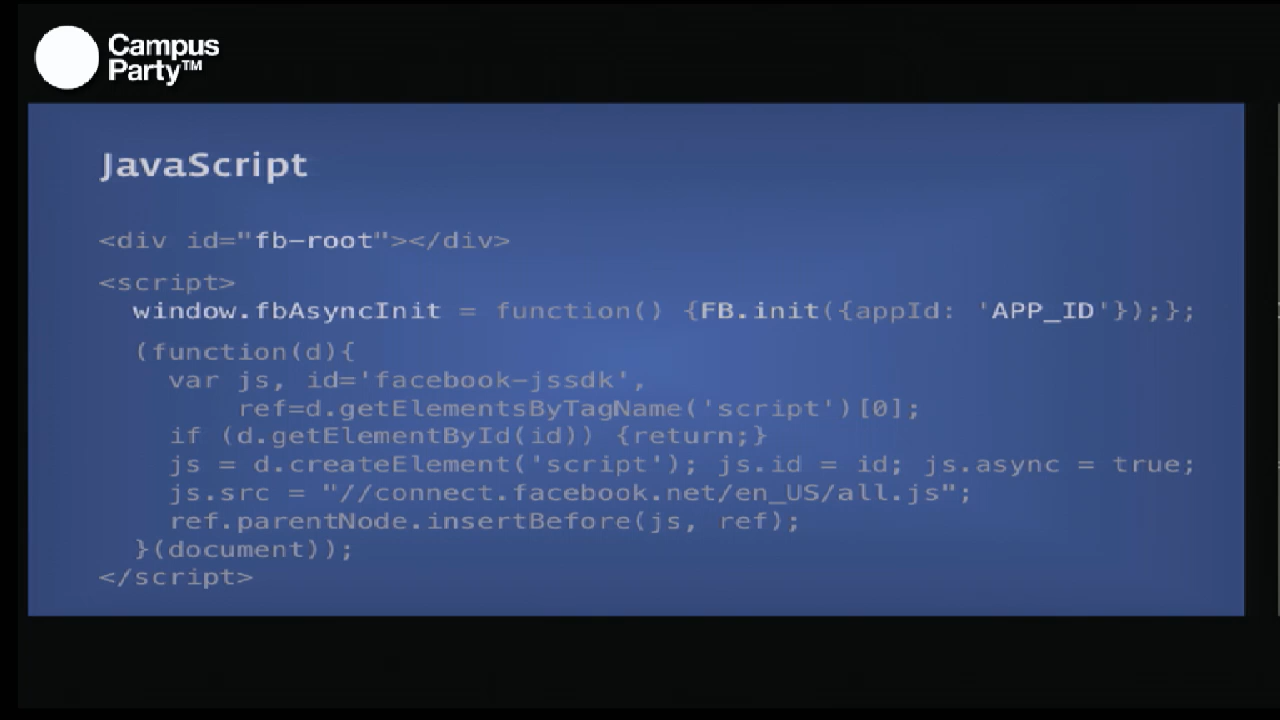 Campus
Party™
JavaScript
<div id="fb-root"></div>
<script>
window.fbAsyncInit = function() {FB.init({appId: 'APP_ID'});};
(function(d){
var js, id='facebook-jssdk',
ref=d.getElementsByTagName('script')[0];
if (d.getElementById(id)) {return;}
js = d.createElement('script'); js.id = id; js.async = true;
js.src = "//connect.facebook.net/en_US/all.js";
ref.parentNode.insertBefore(js, ref);
}(document));
</script>